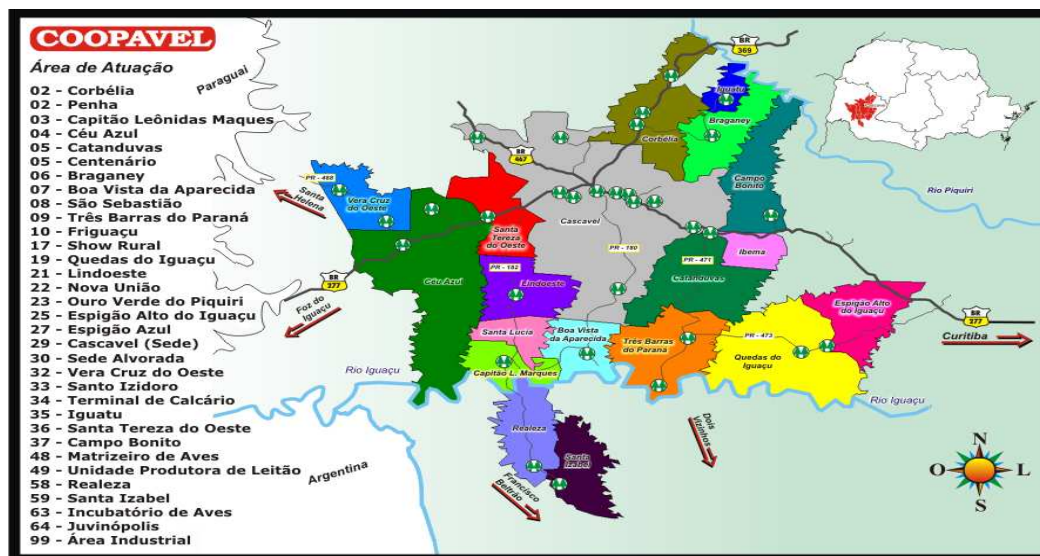 COOPAVEL
Área de Atuação
02 - Corbélia
02 - Penha
03 - Capitão Leônidas Maques
04 - Céu Azul
05 - Catanduvas
05 - Centenário
06 - Braganey
07 - Boa Vista da Aparecida
08 - São Sebastião
09 - Três Barras do Paraná
10 - Friguaçu
17 - Show Rural
19 - Quedas do Iguaçu
21 - Lindoeste
22 - Nova União
23 - Ouro Verde do Piquiri
25 - Espigão Alto do Iguaçu
27 - Espigão Azul
29 - Cascavel (Sede)
30 - Sede Alvorada
32 - Vera Cruz do Oeste
33 - Santo Izidoro
34 - Terminal de Calcário
35 - Iguatu
36 - Santa Tereza do Oeste
37 - Campo Bonito
48 - Matrizeiro de Aves
49 - Unidade Produtora de Leitão
58 - Realeza
59 - Santa Izabel
63 - Incubatório de Aves
64 - Juvinópolis
99 - Área Industrial
Paraguai
BR
369
Iguatu
Braganey
Corbélia
BR
467
Campo
Bonito
Rio Piquiri
PR - 488
Santa
Helena
Vera Cruz
do Oeste
Cascavel
Santa
Tereza
do Oeste
PR - 180
PR - 471
Ibema
PR - 182
Céu Azul
Lindoeste
Catanduvas
BR
277
Foz do
Iguaçu
Espigão Alto
do Iguaçu
BR
277
Curitiba
Santa Lucia
Boa Vista
da Aparecida
Três Barras
do Parana
PR - 473
Quedas do
Iguaçu
Rio Iguaçu
Capitão L. Marques
Rio Iguaçu
Realeza
Santa
Izabel
Dois
Vizinhos
Francisco
Beltrão
Argentina
N
O
L
S